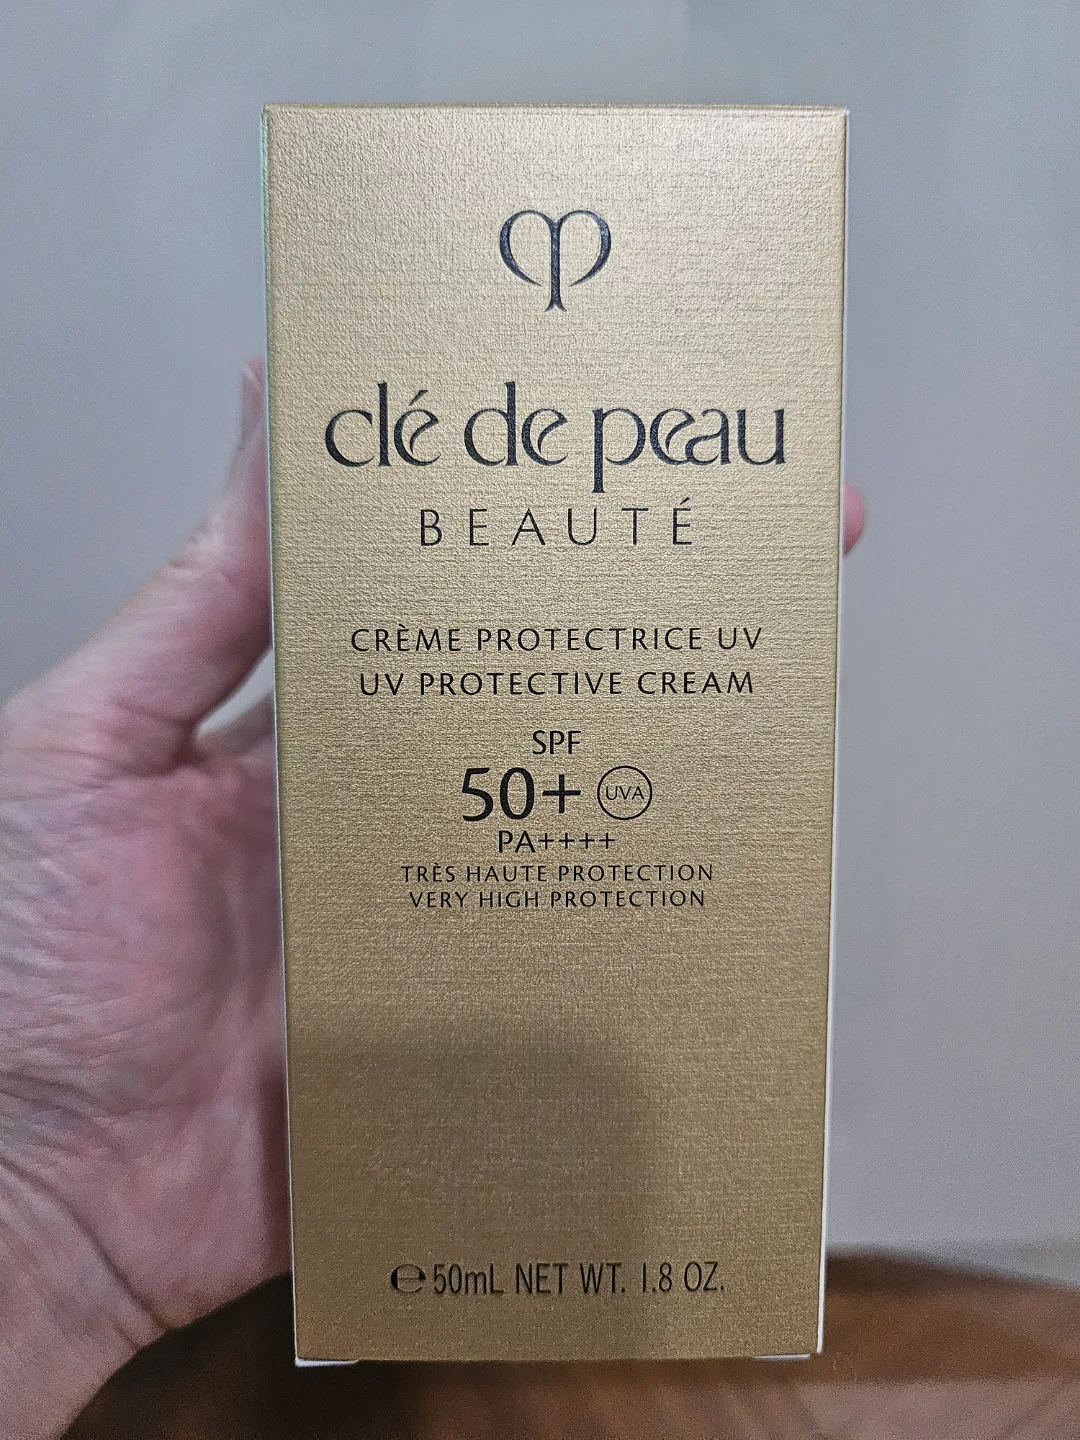 clé de peau
BEAUTÉ
CRÈME PROTECTRICE UV
UV PROTECTIVE CREAM
SPF
50+ UVA
PA++++
TRÈS HAUTE PROTECTION
VERY HIGH PROTECTION
℮50mL NET WT. 1.8 OZ.